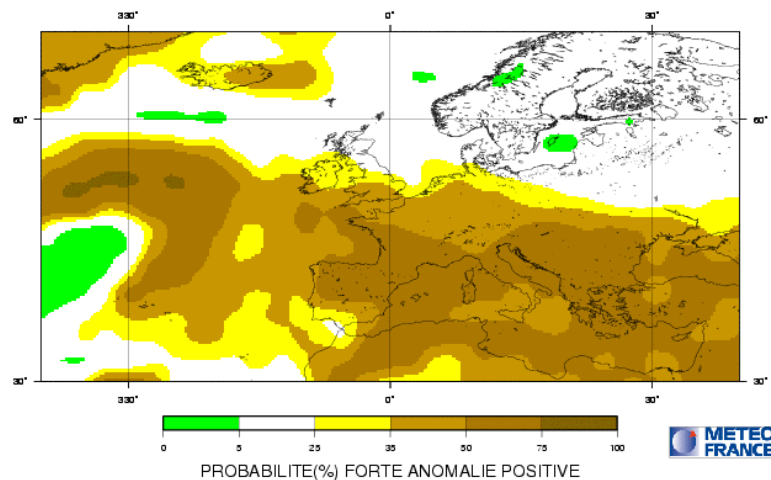 330° 0° 30°
60°
60°
30°
30°
330° 0° 30°
0 5 25 35 50 75 100
METEO
FRANCE
PROBABILITE(%) FORTE ANOMALIE POSITIVE